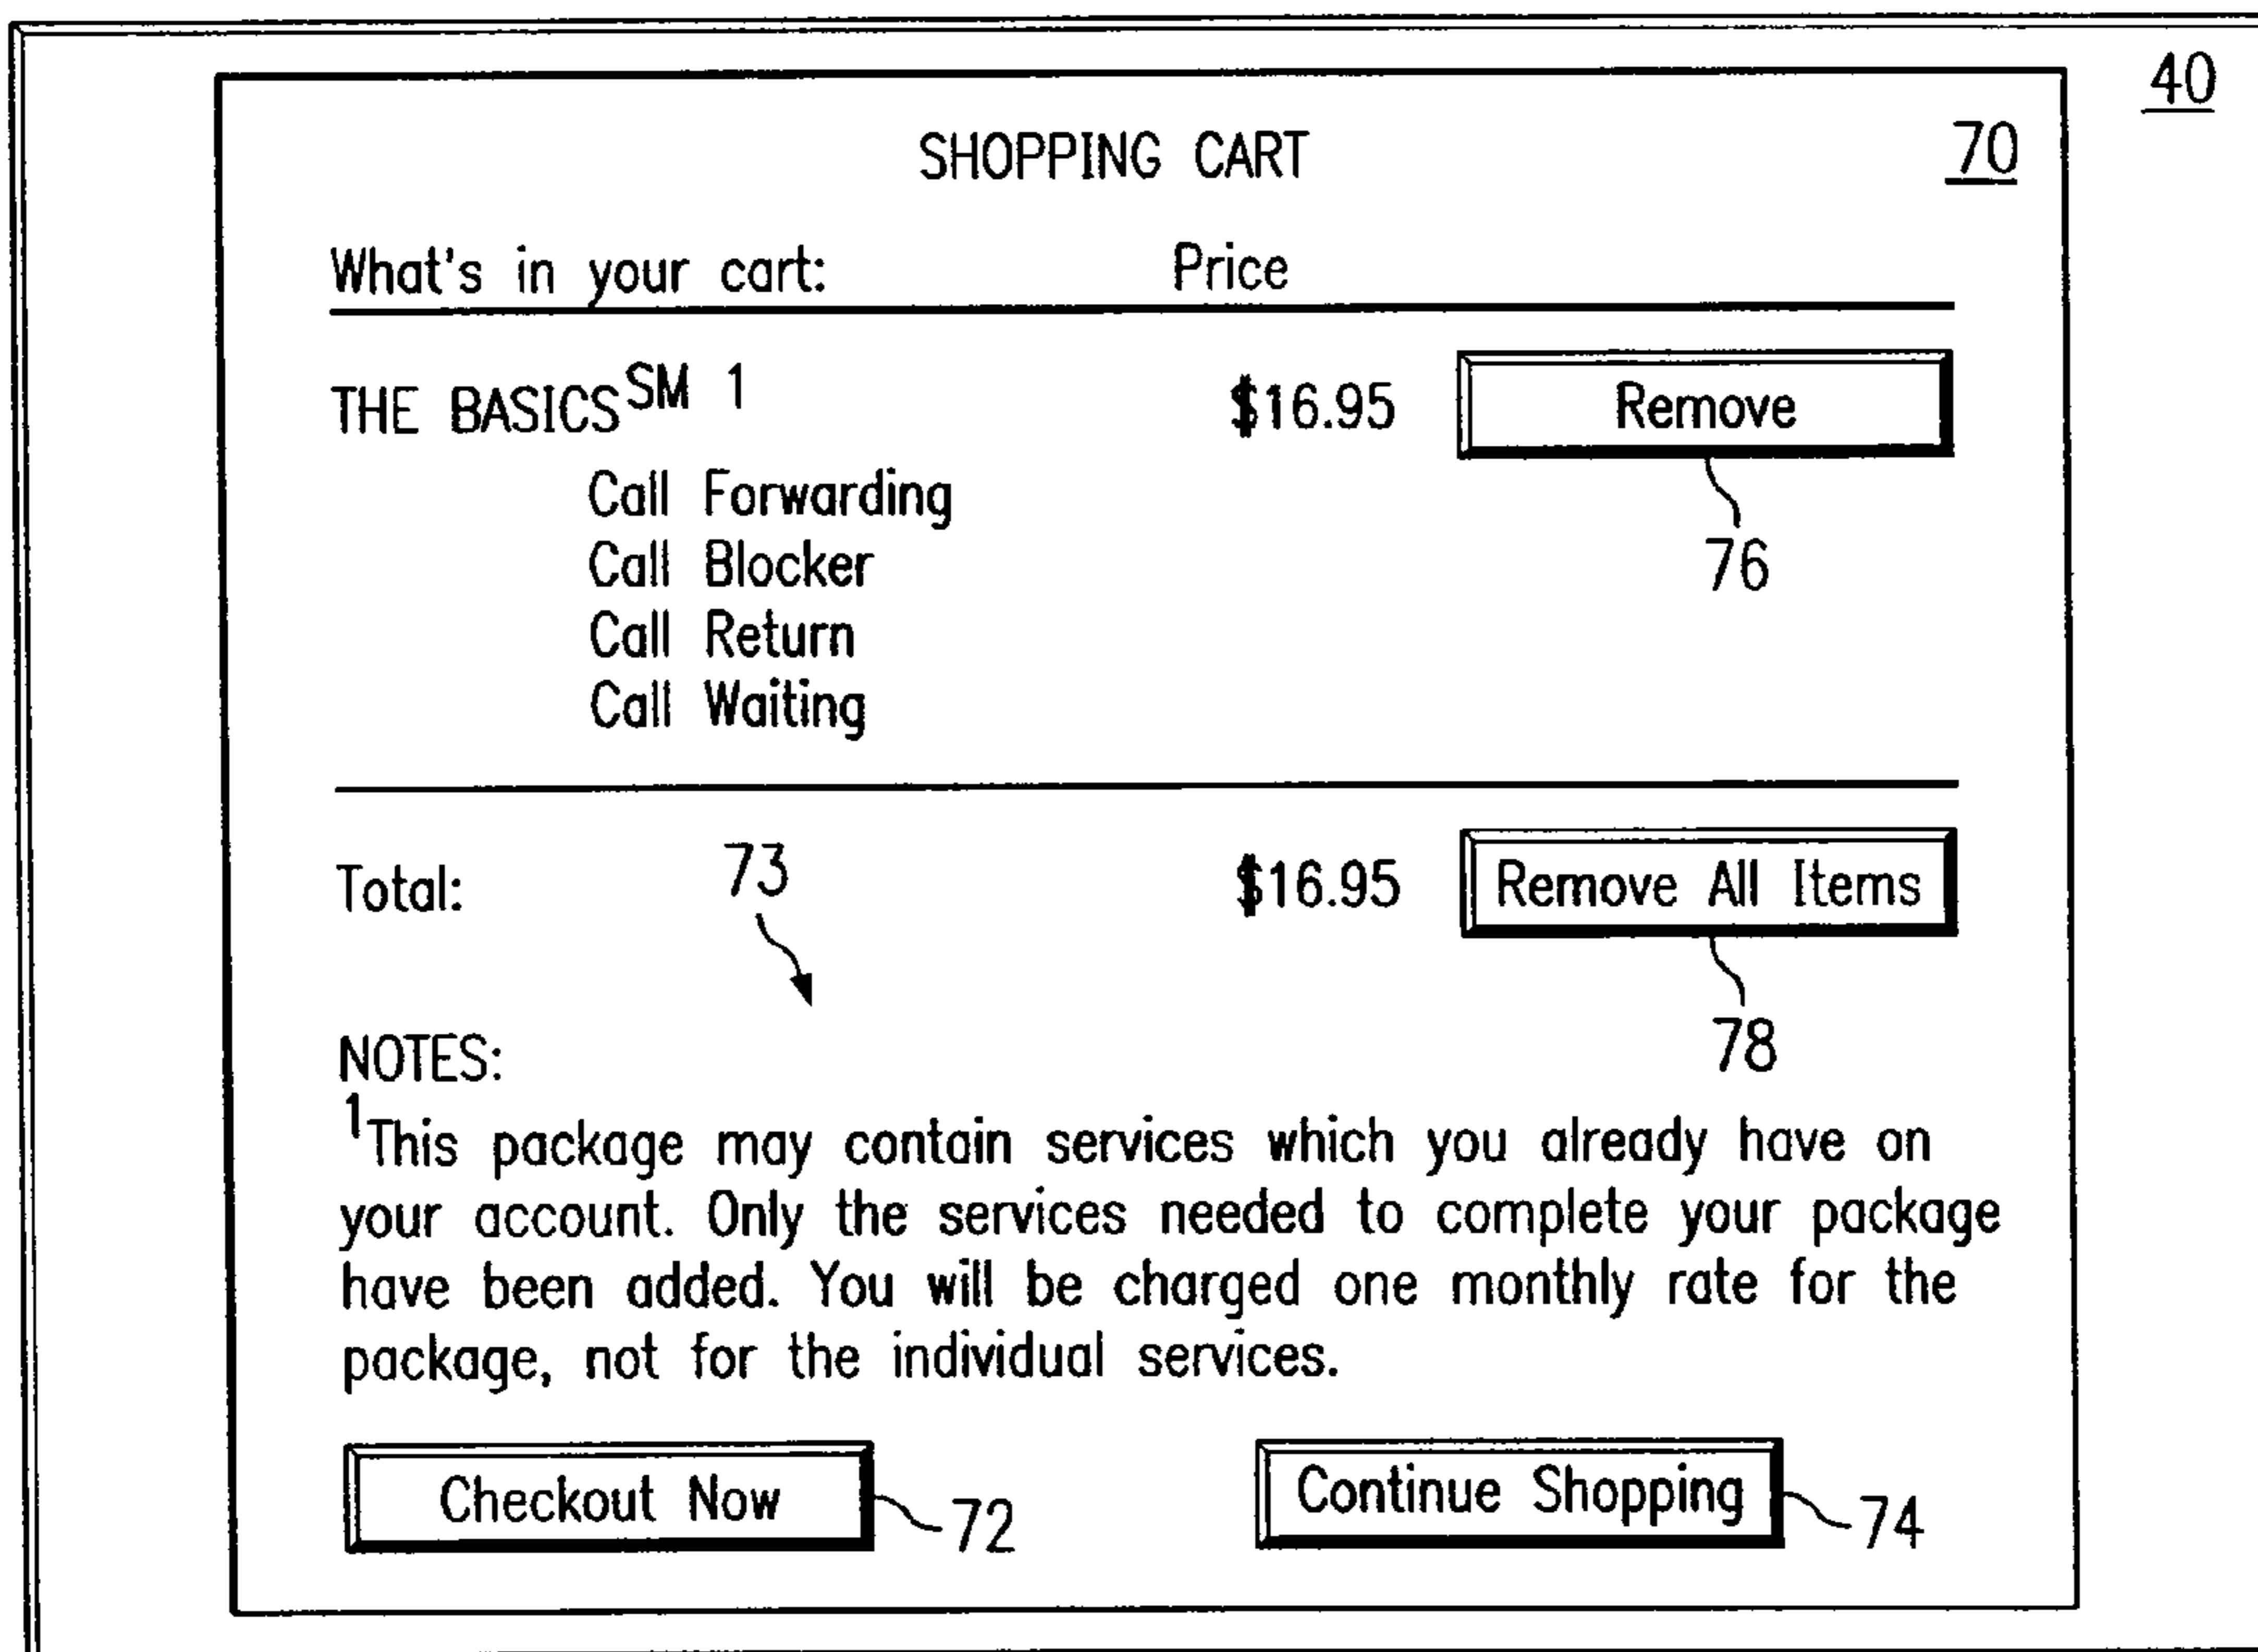 40
SHOPPING CART 70
What's in your cart: Price
THE BASICS SM 1 $16.95 Remove
Call Forwarding
76
Call Blocker
Call Return
Call Waiting
Total: 73 $16.95 Remove All Items
78
NOTES:
1This package may contain services which you already have on
your account. Only the services needed to complete your package
have been added. You will be charged one monthly rate for the
package, not for the individual services.
Checkout Now 72 Continue Shopping 74